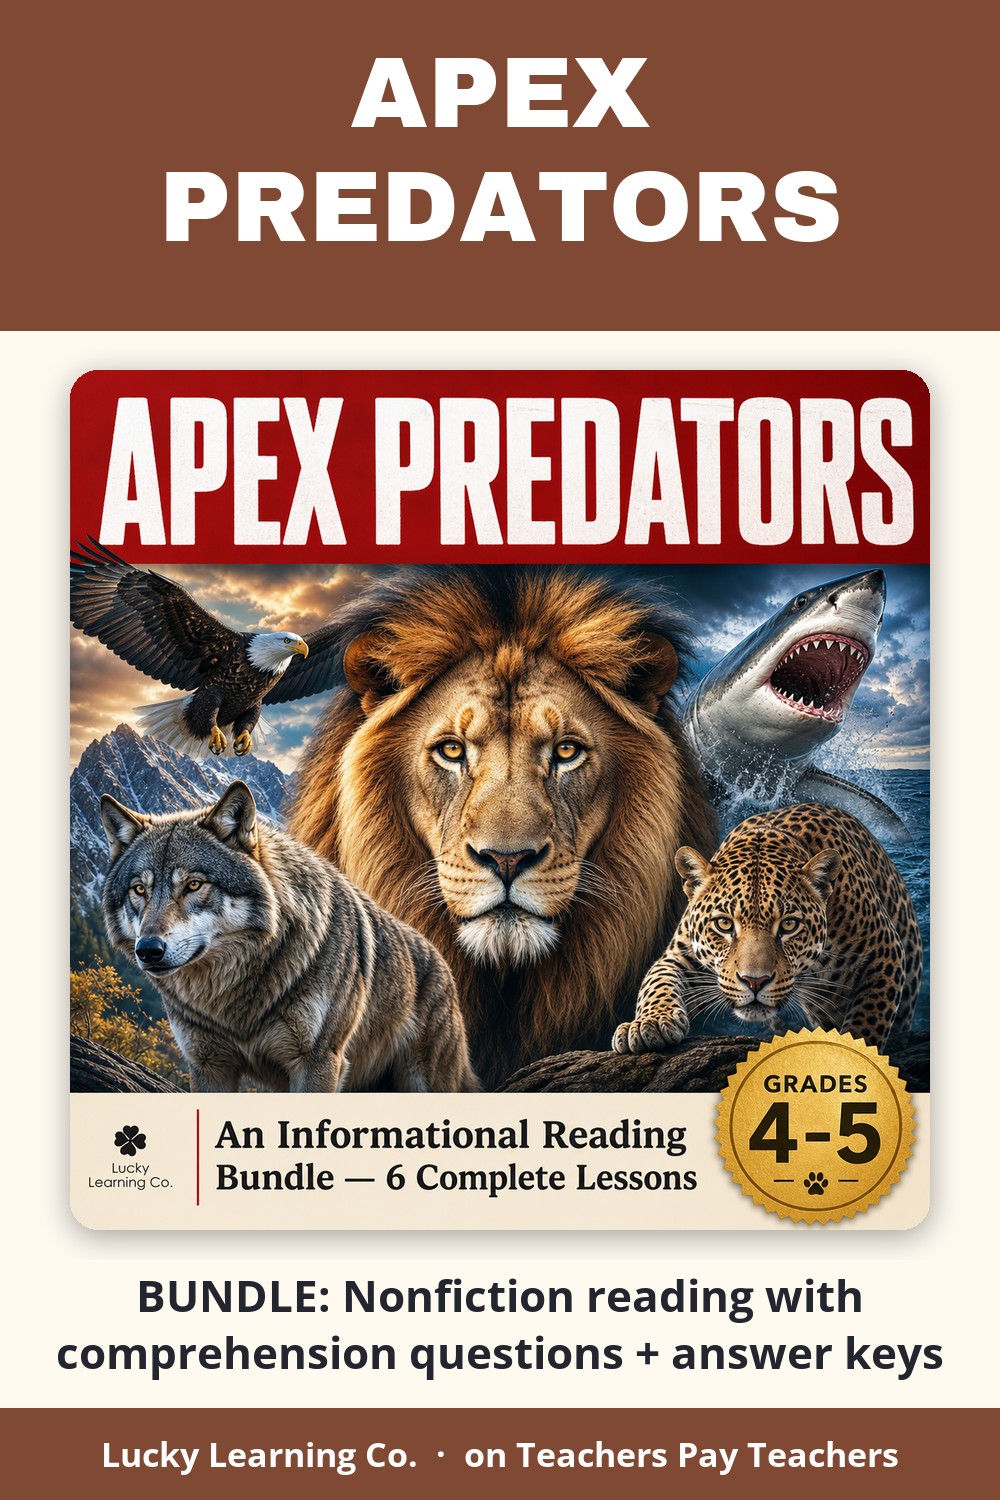 APEX
PREDATORS
APEX PREDATORS
Lucky
Learning Co.
An Informational Reading
Bundle — 6 Complete Lessons
GRADES
4-5
BUNDLE: Nonfiction reading with
comprehension questions + answer keys
Lucky Learning Co. · on Teachers Pay Teachers